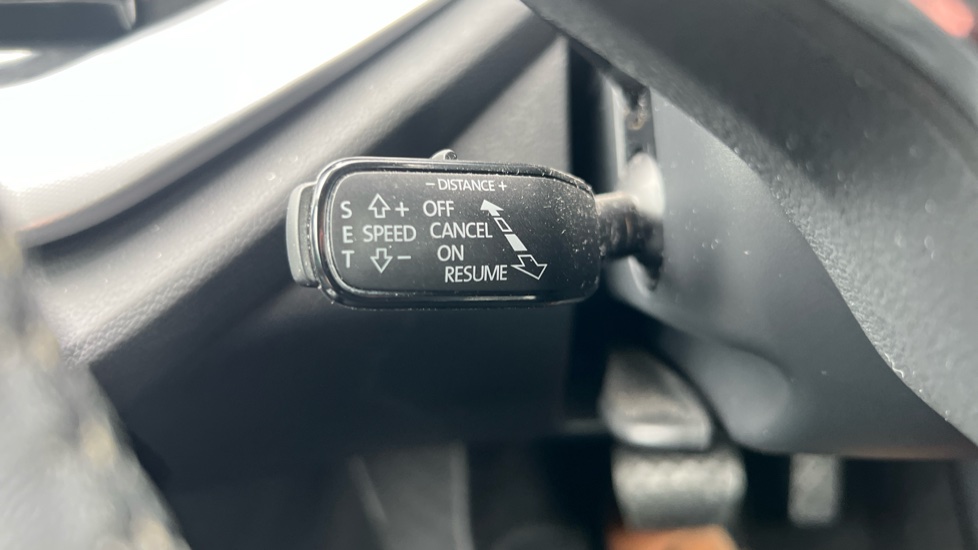 – DISTANCE +
S + OFF
E SPEED CANCEL
T – ON
RESUME